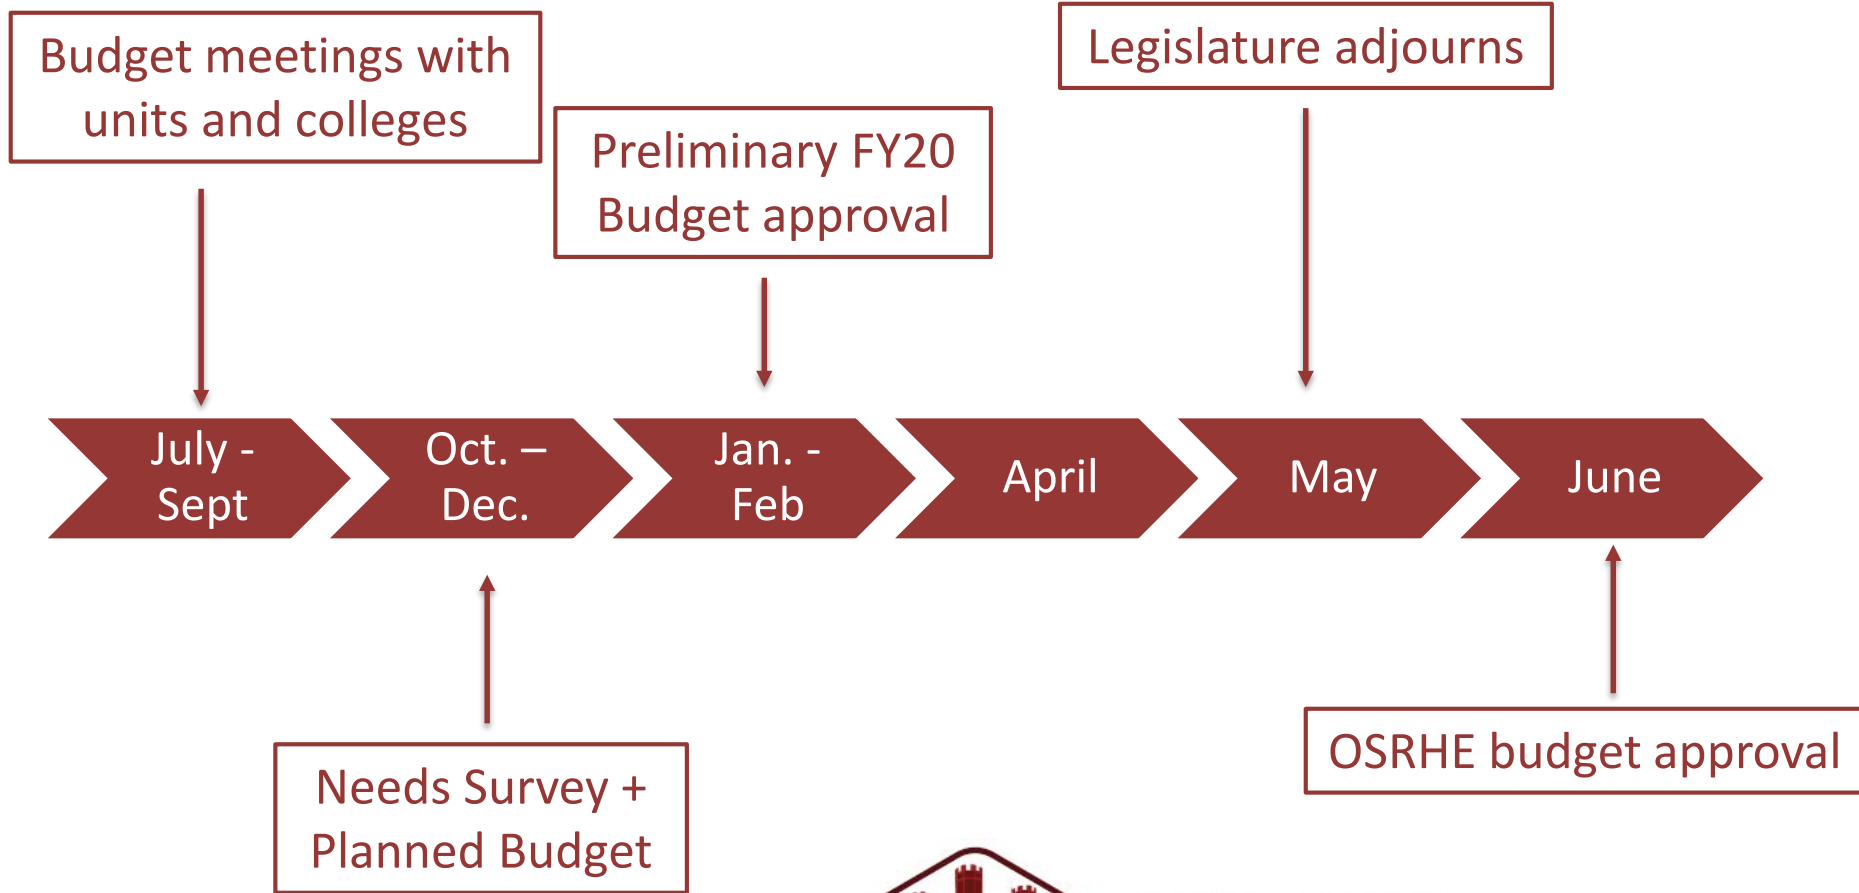 Budget meetings with
units and colleges
Preliminary FY20
Budget approval
Legislature adjourns
July -
Sept
Oct. –
Dec.
Jan. -
Feb
April
May
June
Needs Survey +
Planned Budget
OSRHE budget approval